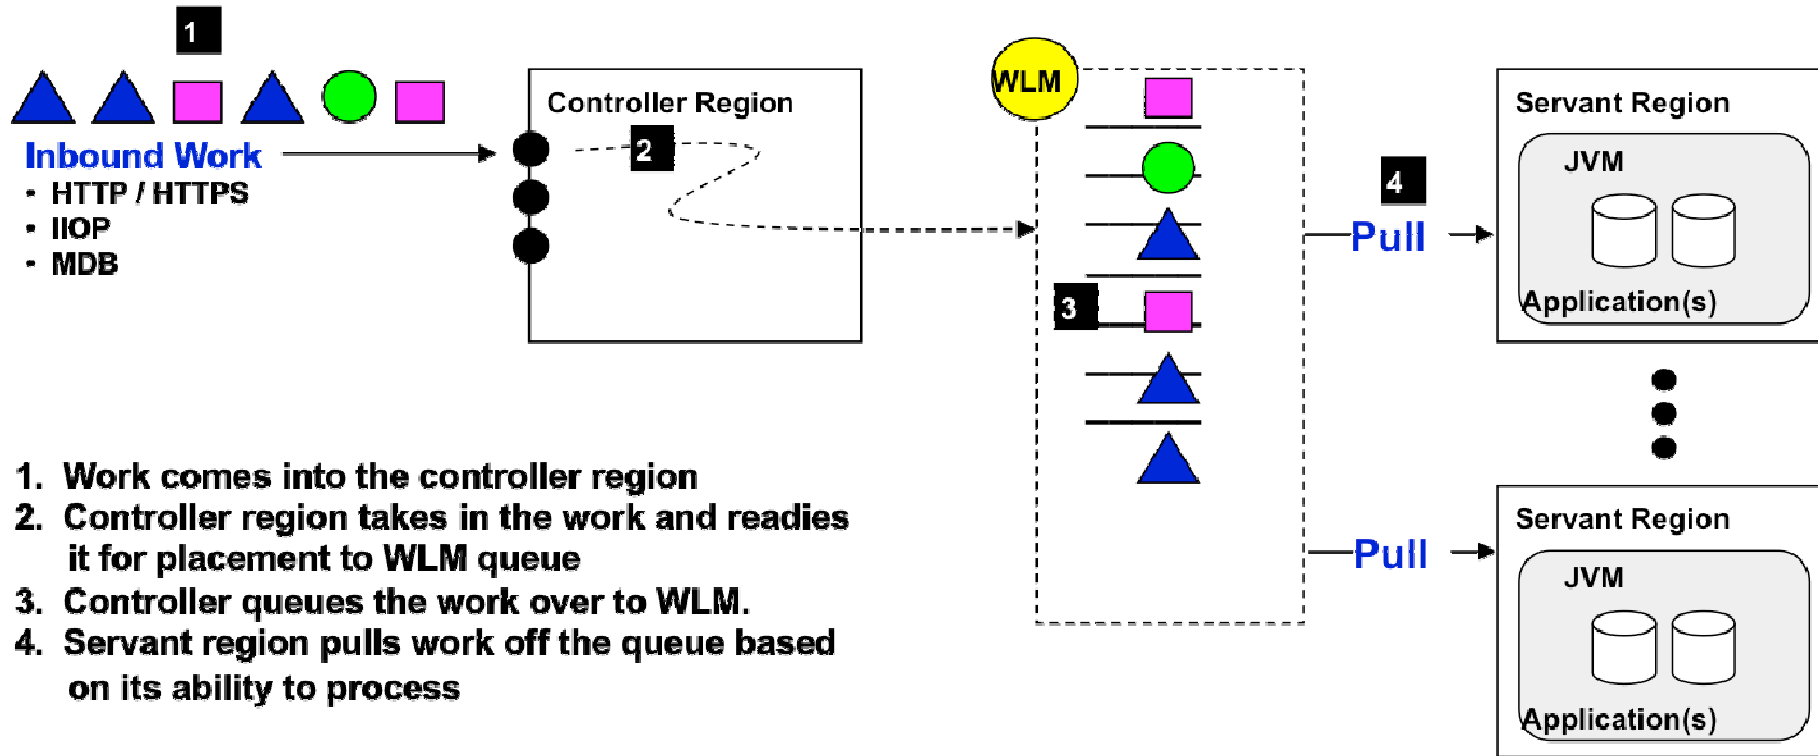 1
Inbound Work
· HTTP / HTTPS
· IIOP
· MDB
Controller Region
2
WLM
3
4
Pull
Servant Region
JVM
Application(s)
Pull
Servant Region
JVM
Application(s)
1. Work comes into the controller region
2. Controller region takes in the work and readies
it for placement to WLM queue
3. Controller queues the work over to WLM.
4. Servant region pulls work off the queue based
on its ability to process